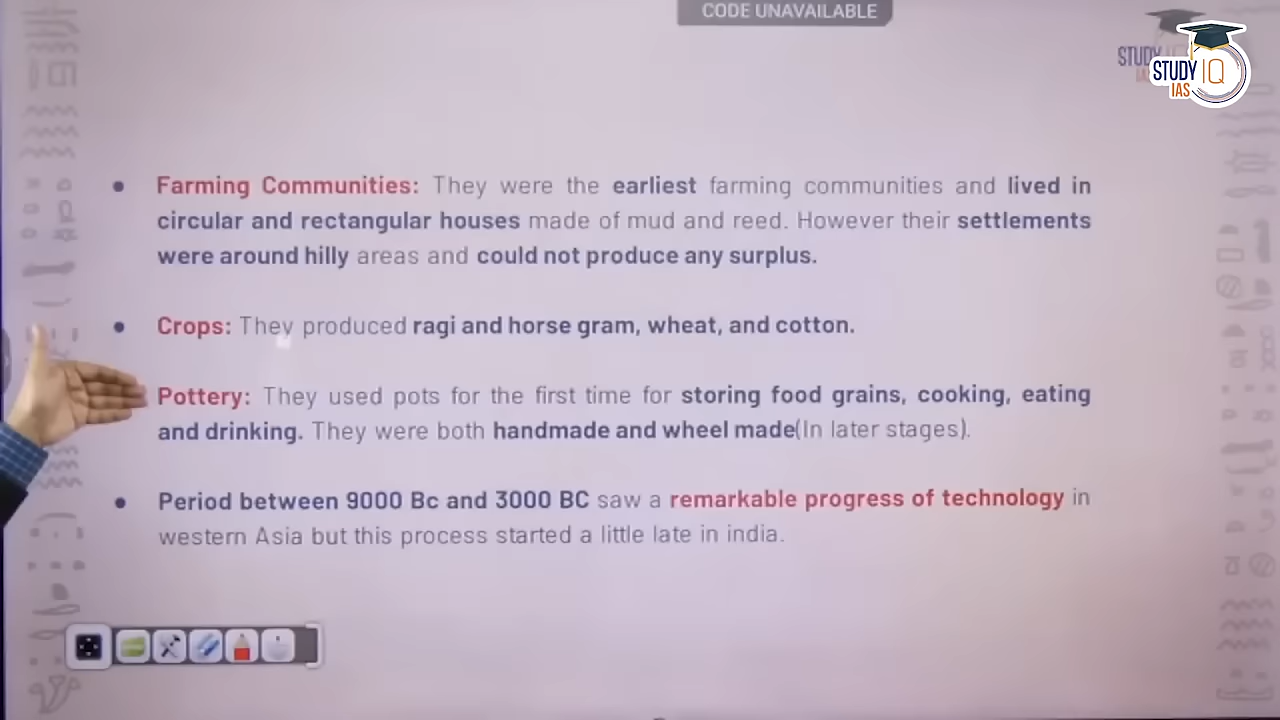 CODE UNAVAILABLE
STUDY
STUDY IQ
IAS
Farming Communities: They were the earliest farming communities and lived in
circular and rectangular houses made of mud and reed. However their settlements
were around hilly areas and could not produce any surplus.
Crops: They produced ragi and horse gram, wheat, and cotton.
Pottery: They used pots for the first time for storing food grains, cooking, eating
and drinking. They were both handmade and wheel made(In later stages).
Period between 9000 Bc and 3000 BC saw a remarkable progress of technology in
western Asia but this process started a little late in india.